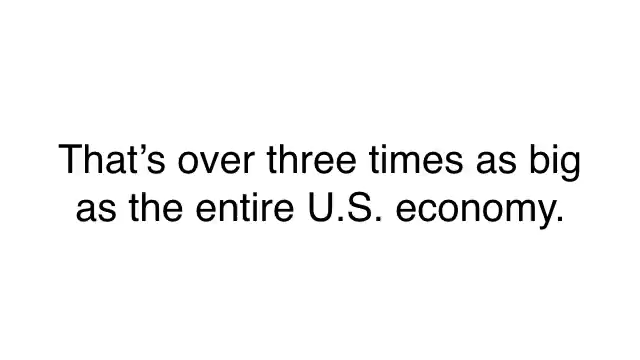 That’s over three times as big
as the entire U.S. economy.